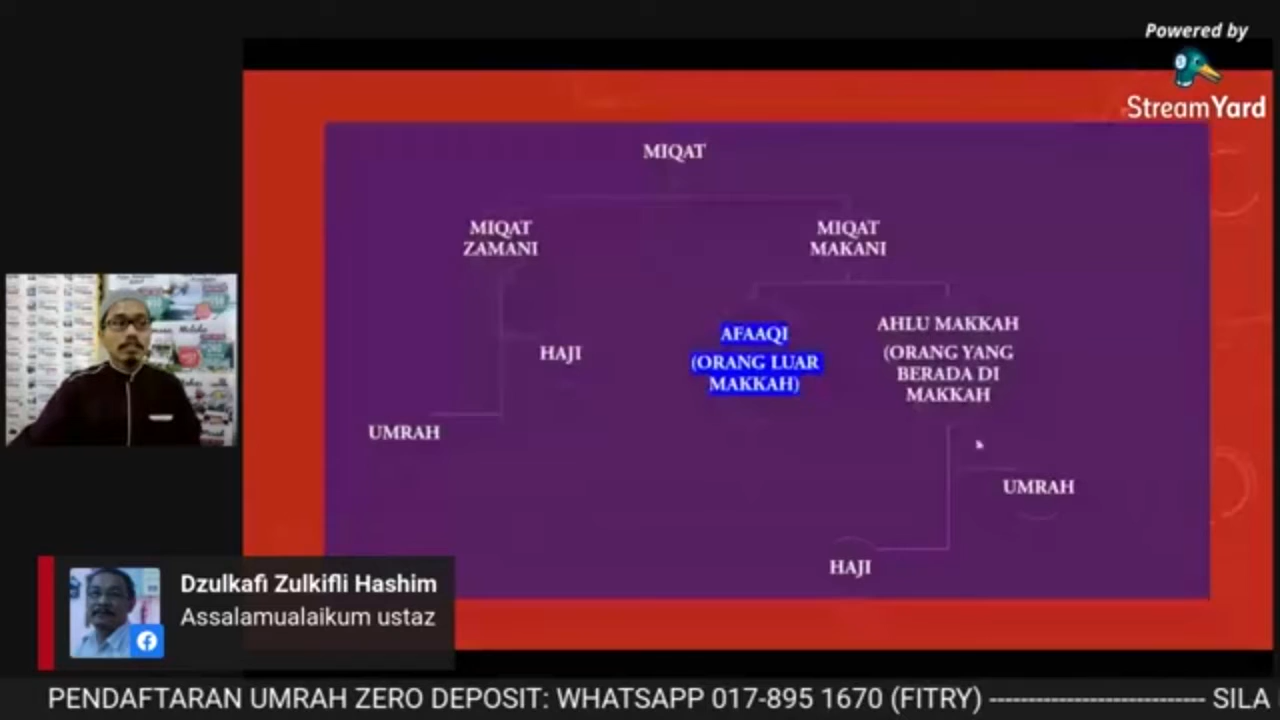 Powered by
StreamYard
MIQAT
MIQAT
ZAMANI
MIQAT
MAKANI
AFAAQI
(ORANG LUAR
MAKKAH)
AHLU MAKKAH
(ORANG YANG
BERADA DI
MAKKAH
HAJI
UMRAH
UMRAH
HAJI
Dzulkafi Zulkifli Hashim
Assalamualaikum ustaz
PENDAFTARAN UMRAH ZERO DEPOSIT: WHATSAPP 017-895 1670 (FITRY) -------------------------- SILA